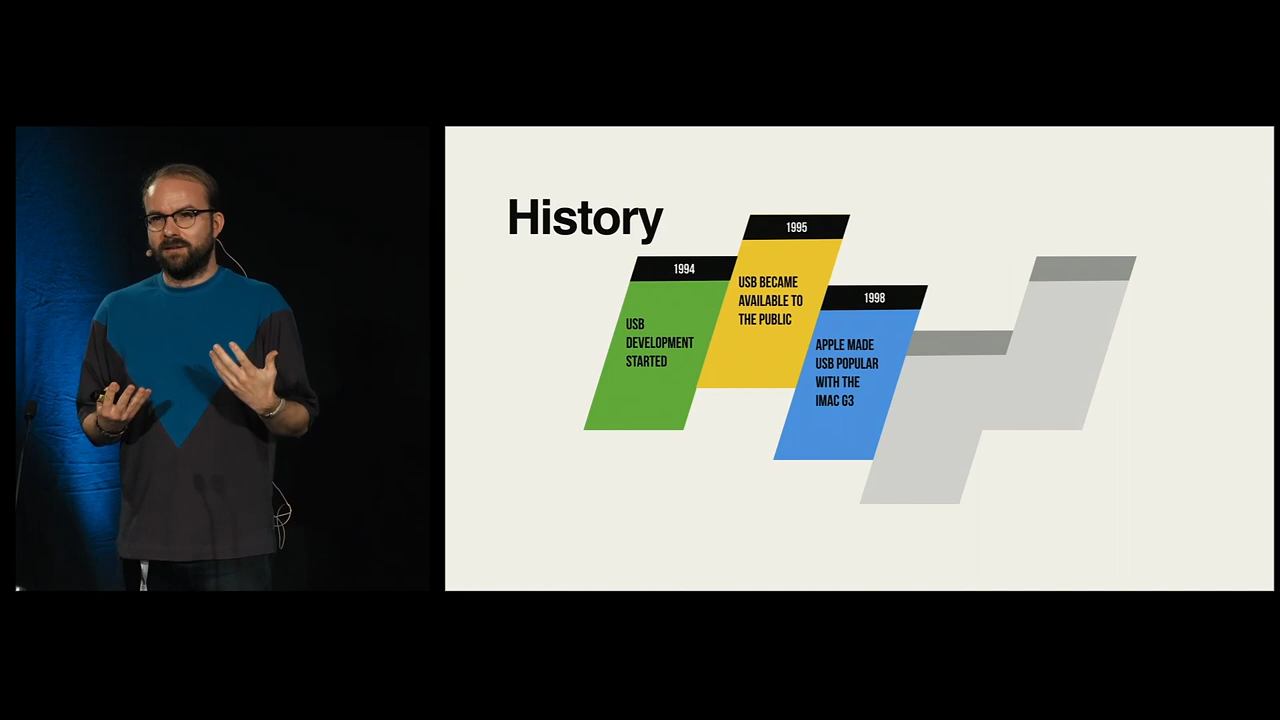 History
1994
USB
DEVELOPMENT
STARTED
1995
USB BECAME
AVAILABLE TO
THE PUBLIC
1998
APPLE MADE
USB POPULAR
WITH THE
IMAC G3